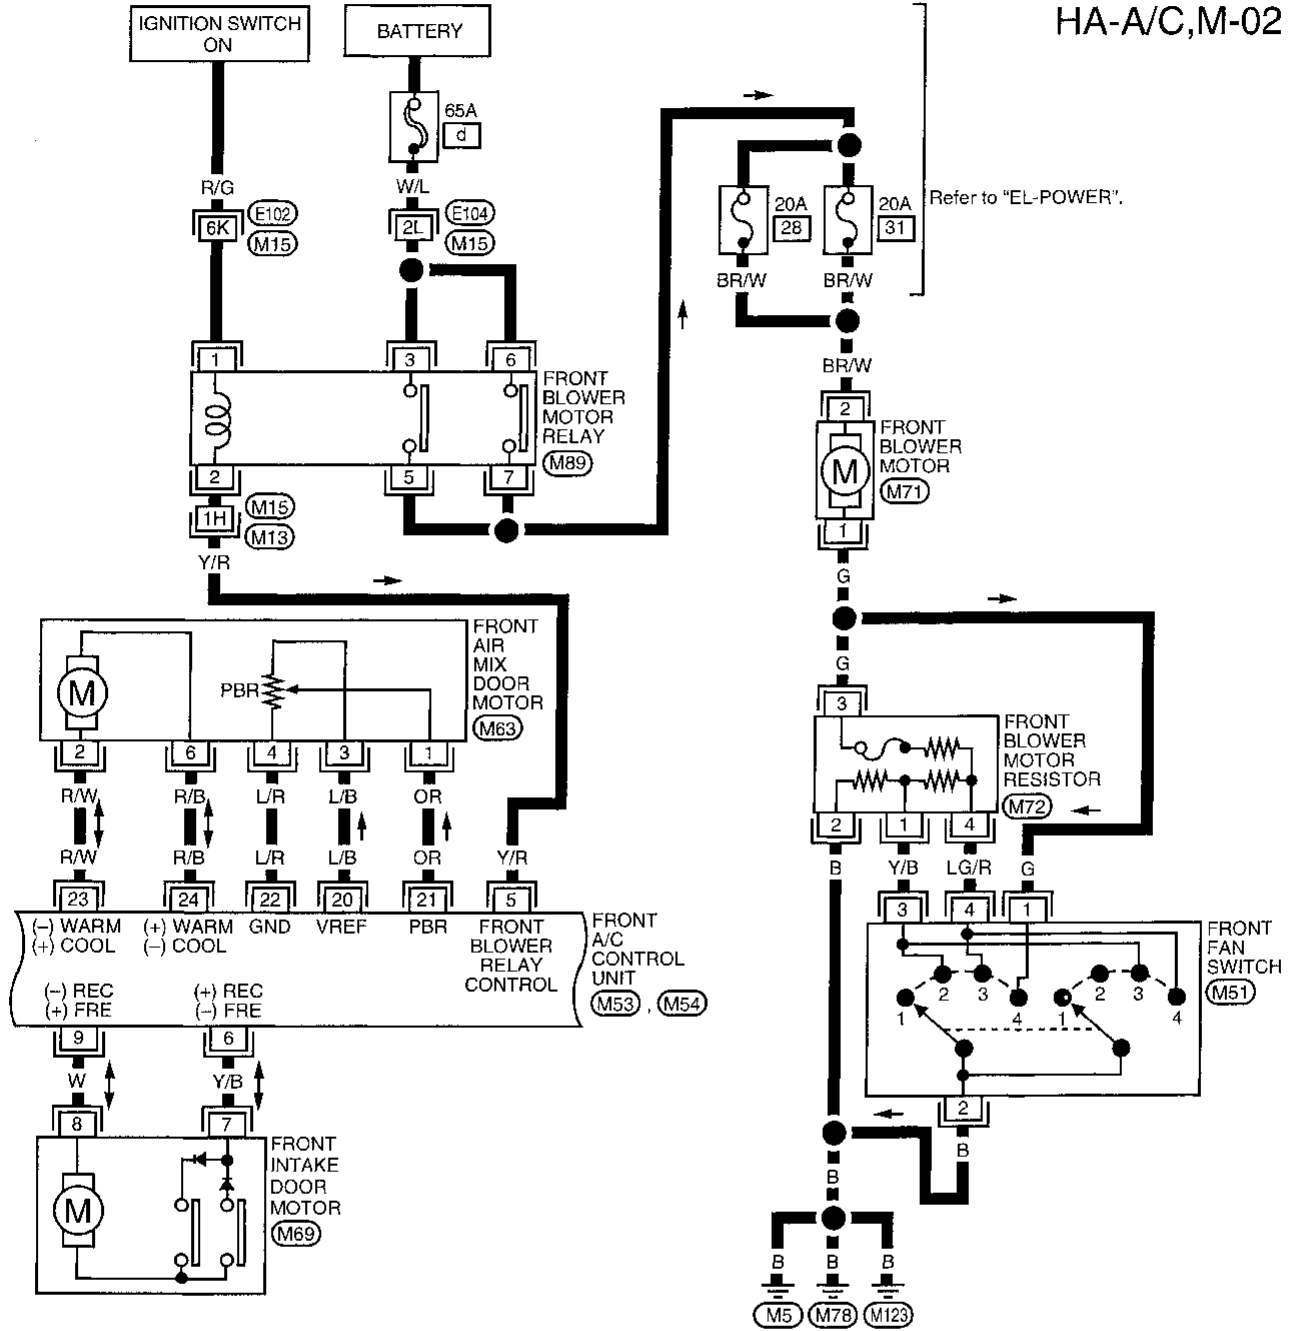 HA-A/C,M-02
IGNITION SWITCH
ON
BATTERY
65A
d
R/G
W/L
6K
E102
M15
2L
E104
M15
20A
28
20A
31
Refer to "EL-POWER".
BR/W
BR/W
BR/W
1
3
6
FRONT
BLOWER
MOTOR
RELAY
M89
2
5
7
1H
M15
M13
Y/R
2
FRONT
BLOWER
MOTOR
M71
M
1
G
G
FRONT
AIR
MIX
DOOR
MOTOR
M63
M
PBR
2
6
4
3
1
R/W
R/B
L/R
L/B
OR
R/W
R/B
L/R
L/B
OR
Y/R
23
24
22
20
21
5
(–) WARM
(+) COOL
(+) WARM
(–) COOL
GND
VREF
PBR
FRONT
BLOWER
RELAY
CONTROL
FRONT
A/C
CONTROL
UNIT
M53 , M54
(–) REC
(+) FRE
(+) REC
(–) FRE
9
6
W
Y/B
8
7
M
FRONT
INTAKE
DOOR
MOTOR
M69
3
FRONT
BLOWER
MOTOR
RESISTOR
M72
2
1
4
B
Y/B
LG/R
G
3
4
1
FRONT
FAN
SWITCH
M51
1
2
3
4
1
2
3
4
2
B
B
B
B
B
M5
M78
M123